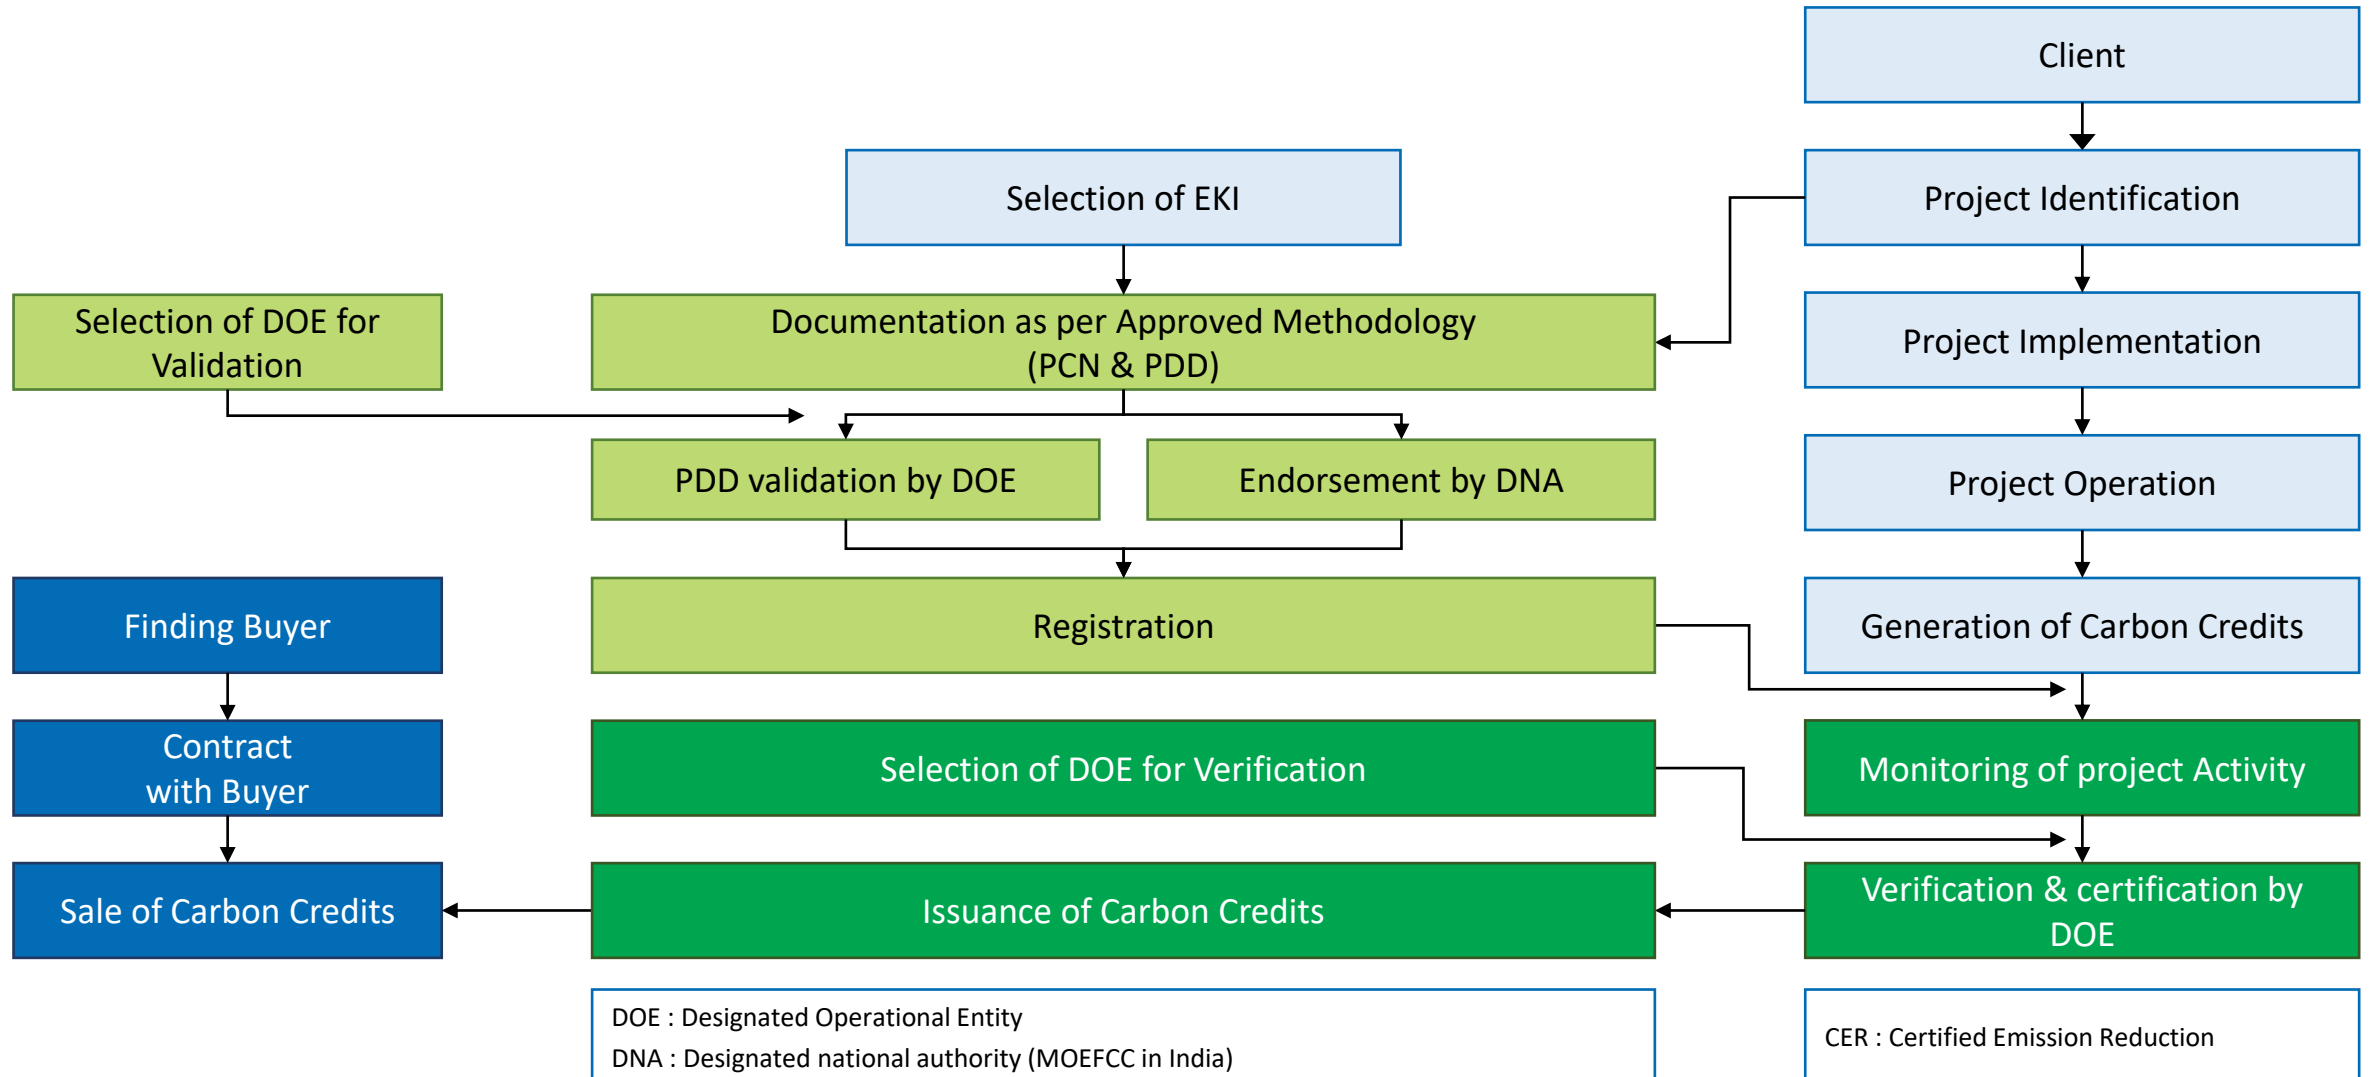 Client
Selection of EKI
Project Identification
Selection of DOE for
Validation
Documentation as per Approved Methodology
(PCN & PDD)
Project Implementation
PDD validation by DOE
Endorsement by DNA
Project Operation
Finding Buyer
Registration
Generation of Carbon Credits
Contract
with Buyer
Selection of DOE for Verification
Monitoring of project Activity
Sale of Carbon Credits
Issuance of Carbon Credits
Verification & certification by
DOE
DOE : Designated Operational Entity
DNA : Designated national authority (MOEFCC in India)
CER : Certified Emission Reduction